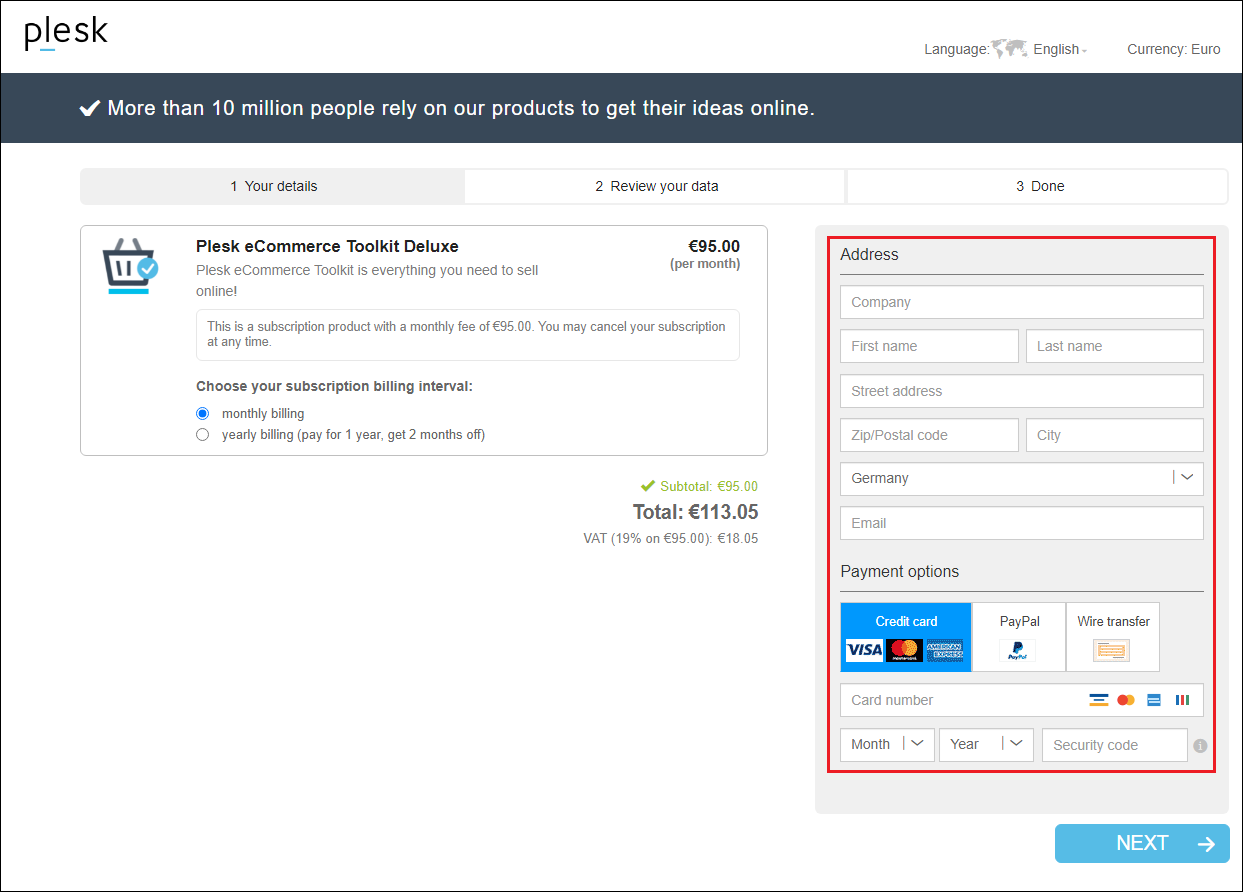 plesk
Language: English
Currency: Euro
More than 10 million people rely on our products to get their ideas online.
1 Your details
2 Review your data
3 Done
Plesk eCommerce Toolkit Deluxe
€95.00
Plesk eCommerce Toolkit is everything you need to sell
(per month)
online!
This is a subscription product with a monthly fee of €95.00. You may cancel your subscription
at any time.
Choose your subscription billing interval:
monthly billing
yearly billing (pay for 1 year, get 2 months off)
Subtotal: €95.00
Total: €113.05
VAT (19% on €95.00): €18.05
Address
Company
First name
Last name
Street address
Zip/Postal code
City
Germany
Email
Payment options
Credit card
PayPal
Wire transfer
VISA
mastercard
AMERICAN
EXPRESS
PayPal
Card number
Month
Year
Security code
NEXT